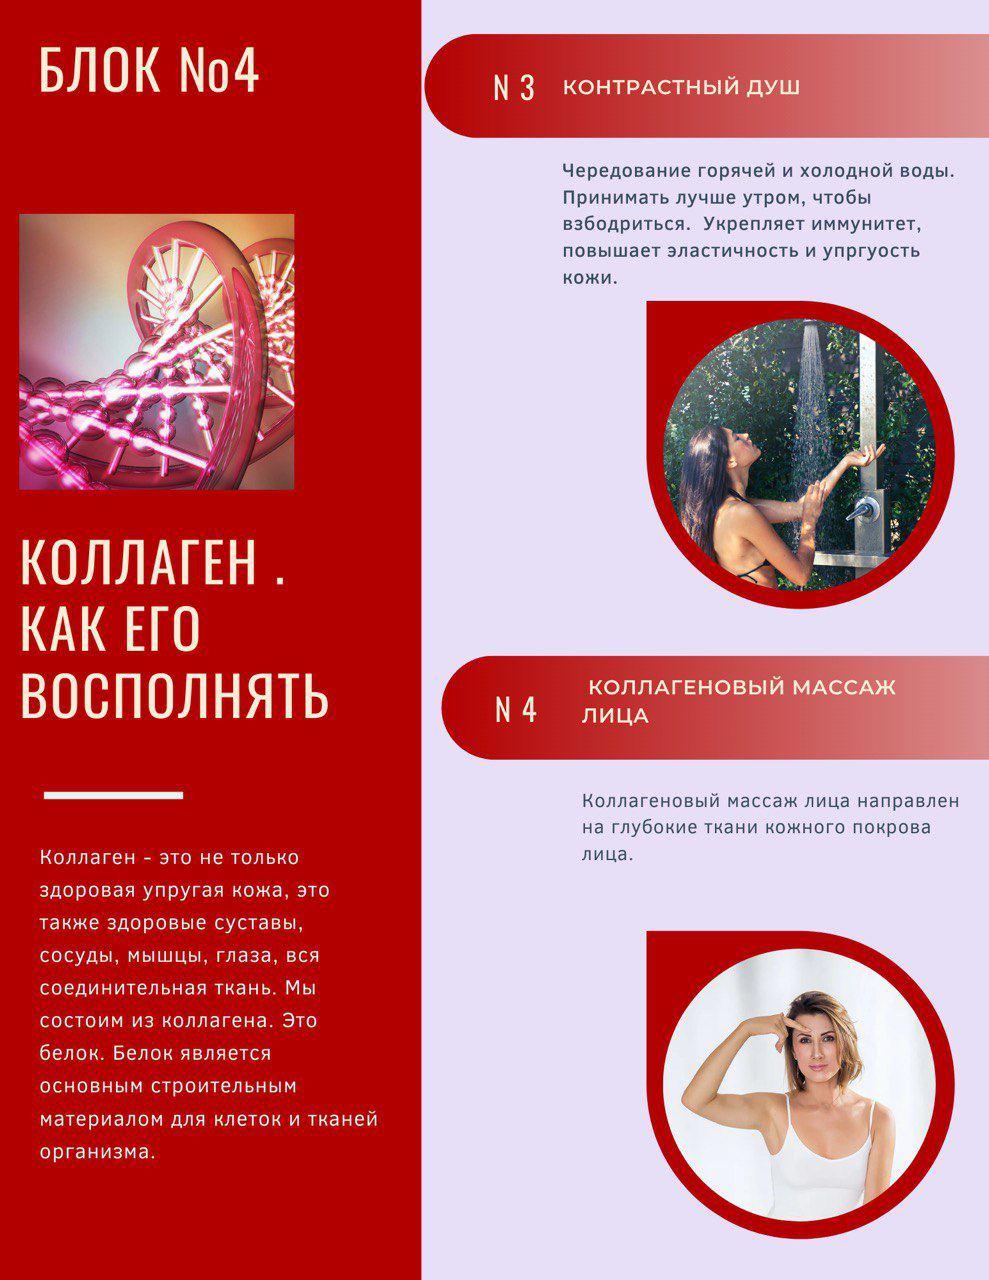 БЛОК №4
КОЛЛАГЕН .
КАК ЕГО
ВОСПОЛНЯТЬ
Коллаген - это не только
здоровая упругая кожа, это
также здоровые суставы,
сосуды, мышцы, глаза, вся
соединительная ткань. Мы
состоим из коллагена. Это
белок. Белок является
основным строительным
материалом для клеток и тканей
организма.
N 3 КОНТРАСТНЫЙ ДУШ
Чередование горячей и холодной воды.
Принимать лучше утром, чтобы
взбодриться. Укрепляет иммунитет,
повышает эластичность и упргуость
кожи.
N 4 КОЛЛАГЕНОВЫЙ МАССАЖ
ЛИЦА
Коллагеновый массаж лица направлен
на глубокие ткани кожного покрова
лица.